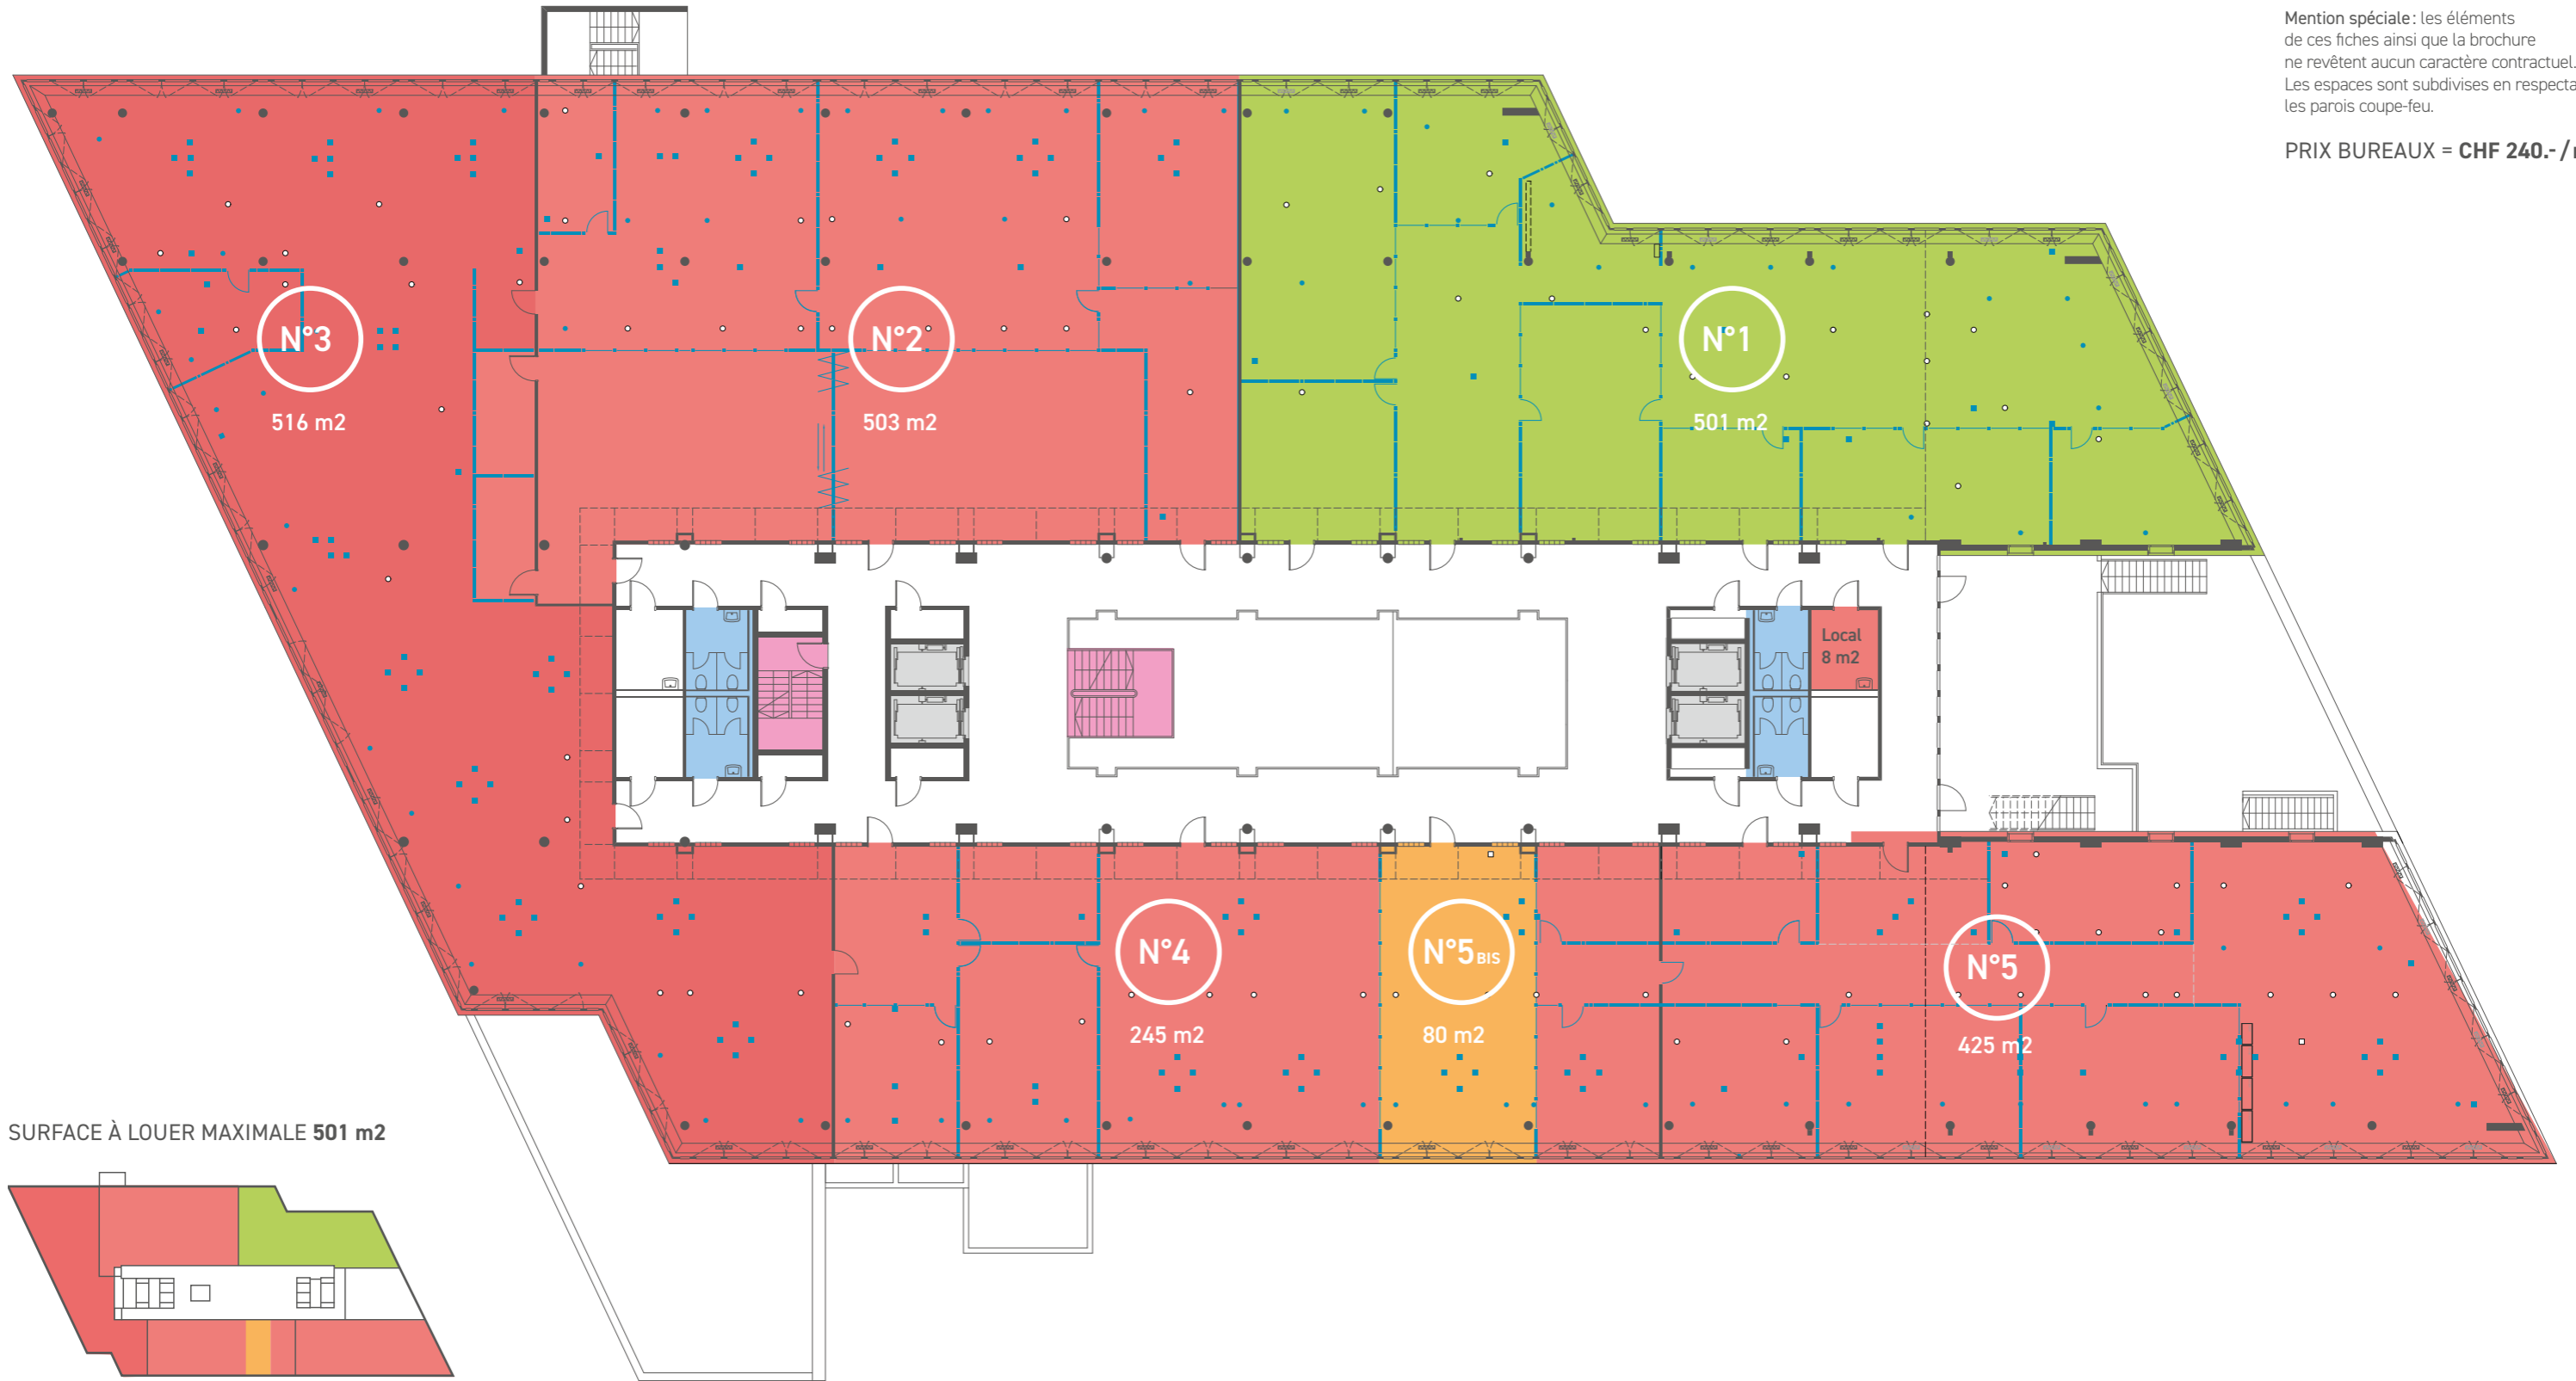 Mention spéciale : les éléments
de ces fiches ainsi que la brochure
ne revêtent aucun caractère contractuel.
Les espaces sont subdivises en respecta
les parois coupe-feu.
PRIX BUREAUX = CHF 240.- /
N°3
516 m2
N°2
503 m2
N°1
501 m2
Local
8 m2
N°4
245 m2
N°5 BIS
80 m2
N°5
425 m2
SURFACE À LOUER MAXIMALE 501 m2